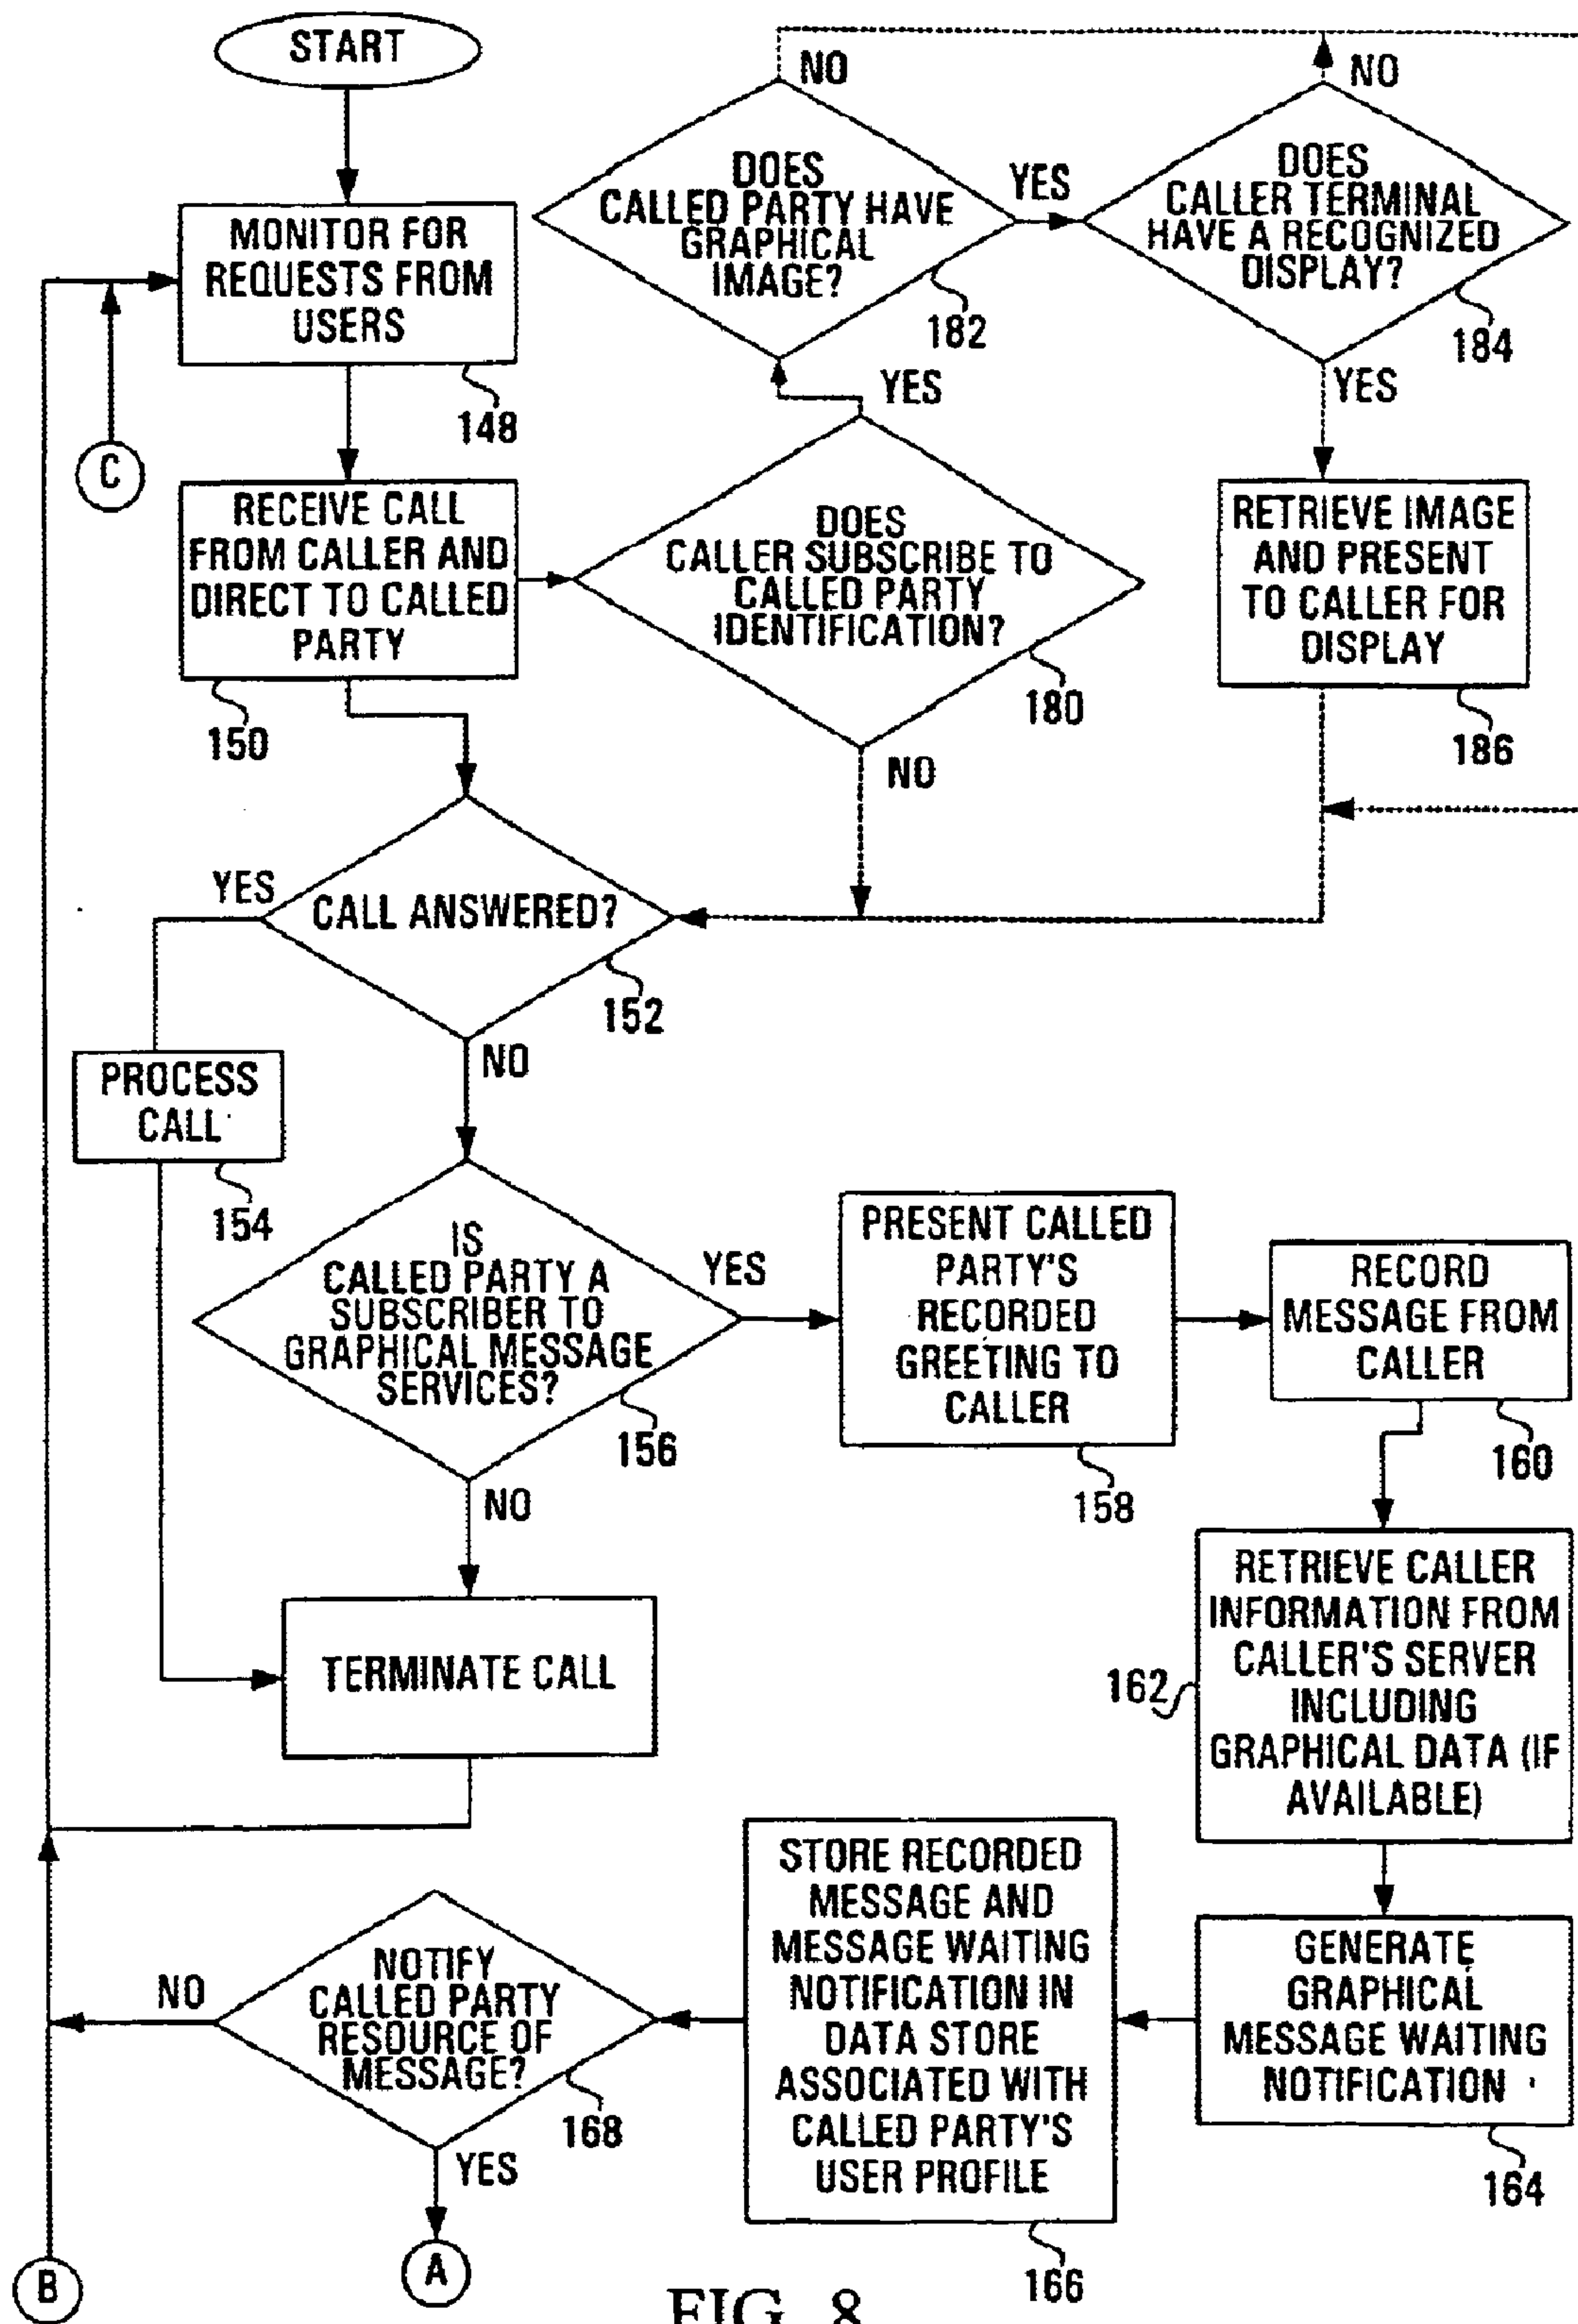 START
MONITOR FOR
REQUESTS FROM
USERS
148
C
RECEIVE CALL
FROM CALLER AND
DIRECT TO CALLED
PARTY
150
DOES
CALLER SUBSCRIBE TO
CALLED PARTY
IDENTIFICATION?
180
YES
NO
DOES
CALLED PARTY HAVE
GRAPHICAL
IMAGE?
182
NO
YES
DOES
CALLER TERMINAL
HAVE A RECOGNIZED
DISPLAY?
184
NO
YES
RETRIEVE IMAGE
AND PRESENT
TO CALLER FOR
DISPLAY
186
CALL ANSWERED?
152
YES
NO
PROCESS
CALL
154
IS
CALLED PARTY A
SUBSCRIBER TO
GRAPHICAL MESSAGE
SERVICES?
156
YES
NO
PRESENT CALLED
PARTY'S
RECORDED
GREETING TO
CALLER
158
RECORD
MESSAGE FROM
CALLER
160
TERMINATE CALL
RETRIEVE CALLER
INFORMATION FROM
CALLER'S SERVER
INCLUDING
GRAPHICAL DATA (IF
AVAILABLE)
162
GENERATE
GRAPHICAL
MESSAGE WAITING
NOTIFICATION
164
STORE RECORDED
MESSAGE AND
MESSAGE WAITING
NOTIFICATION IN
DATA STORE
ASSOCIATED WITH
CALLED PARTY'S
USER PROFILE
166
NOTIFY
CALLED PARTY
RESOURCE OF
MESSAGE?
168
NO
YES
B
A
FIG. 8